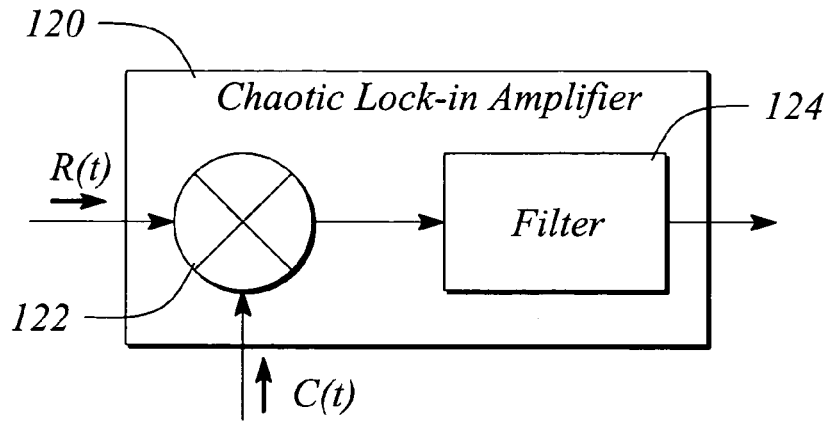 120
Chaotic Lock-in Amplifier
124
R(t)
Filter
122
C(t)